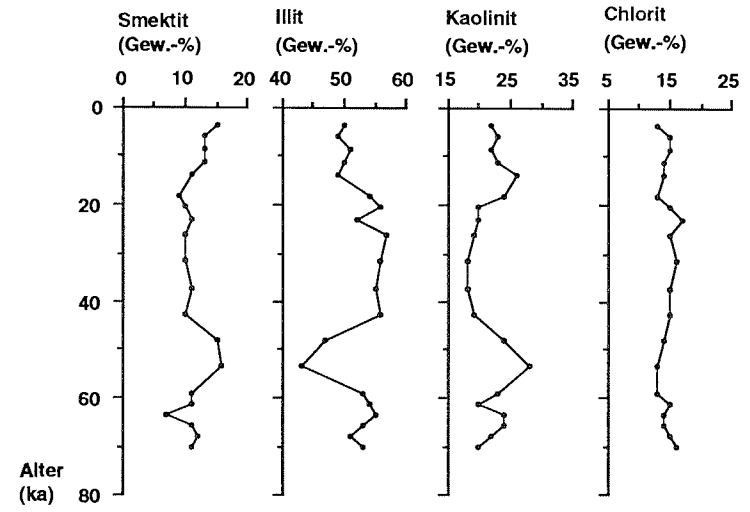 Smektit
(Gew.-%)
Illit
(Gew.-%)
Kaolinit
(Gew.-%)
Chlorit
(Gew.-%)
0 10 20
40 50 60
15 25 35
5 15 25
0
20
40
60
80
Alter
(ka)